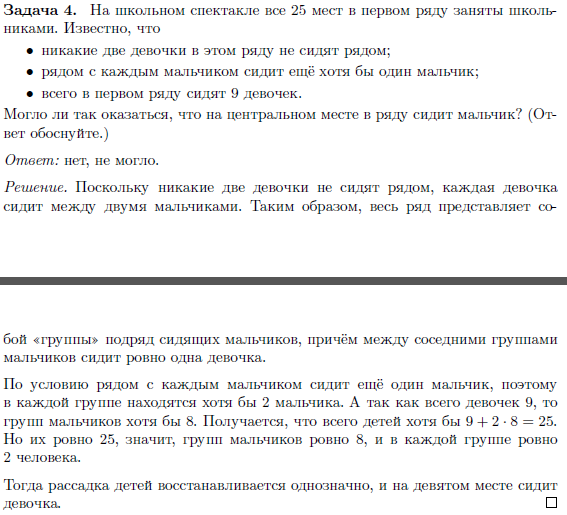 Задача 4. На школьном спектакле все 25 мест в первом ряду заняты школь-
никами. Известно, что
• никакие две девочки в этом ряду не сидят рядом;
• рядом с каждым мальчиком сидит ещё хотя бы один мальчик;
• всего в первом ряду сидят 9 девочек.
Могло ли так оказаться, что на центральном месте в ряду сидит мальчик? (От-
вет обоснуйте.)
Ответ: нет, не могло.
Решение. Поскольку никакие две девочки не сидят рядом, каждая девочка
сидит между двумя мальчиками. Таким образом, весь ряд представляет со-
бой «группы» подряд сидящих мальчиков, причём между соседними группами
мальчиков сидит ровно одна девочка.
По условию рядом с каждым мальчиком сидит ещё один мальчик, поэтому
в каждой группе находятся хотя бы 2 мальчика. А так как всего девочек 9, то
групп мальчиков хотя бы 8. Получается, что всего детей хотя бы 9 + 2 · 8 = 25.
Но их ровно 25, значит, групп мальчиков ровно 8, и в каждой группе ровно
2 человека.
Тогда рассадка детей восстанавливается однозначно, и на девятом месте сидит
девочка. □